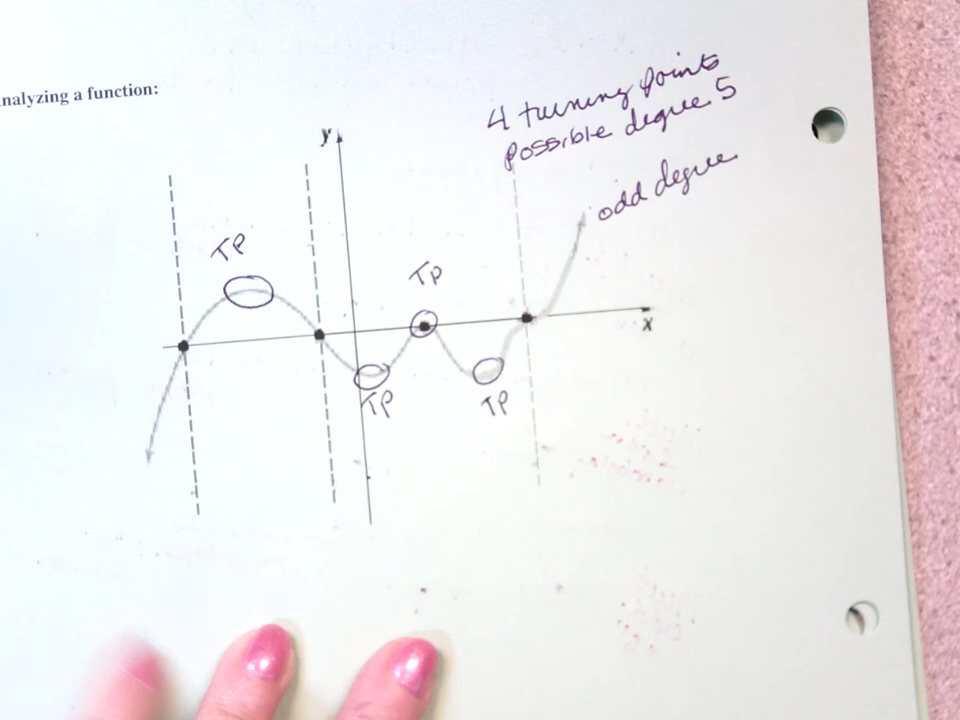 nalyzing a function:
4 turning points
possible degree 5
odd degree
y
TP
TP
x
TP
TP